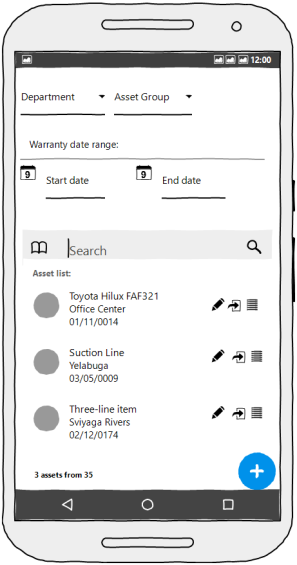 12:00
Department Asset Group
Warranty date range:
9 Start date 9 End date
Search
Asset list:
Toyota Hilux FAF321
Office Center
01/11/0014
Suction Line
Yelabuga
03/05/0009
Three-line item
Sviyaga Rivers
02/12/0174
3 assets from 35